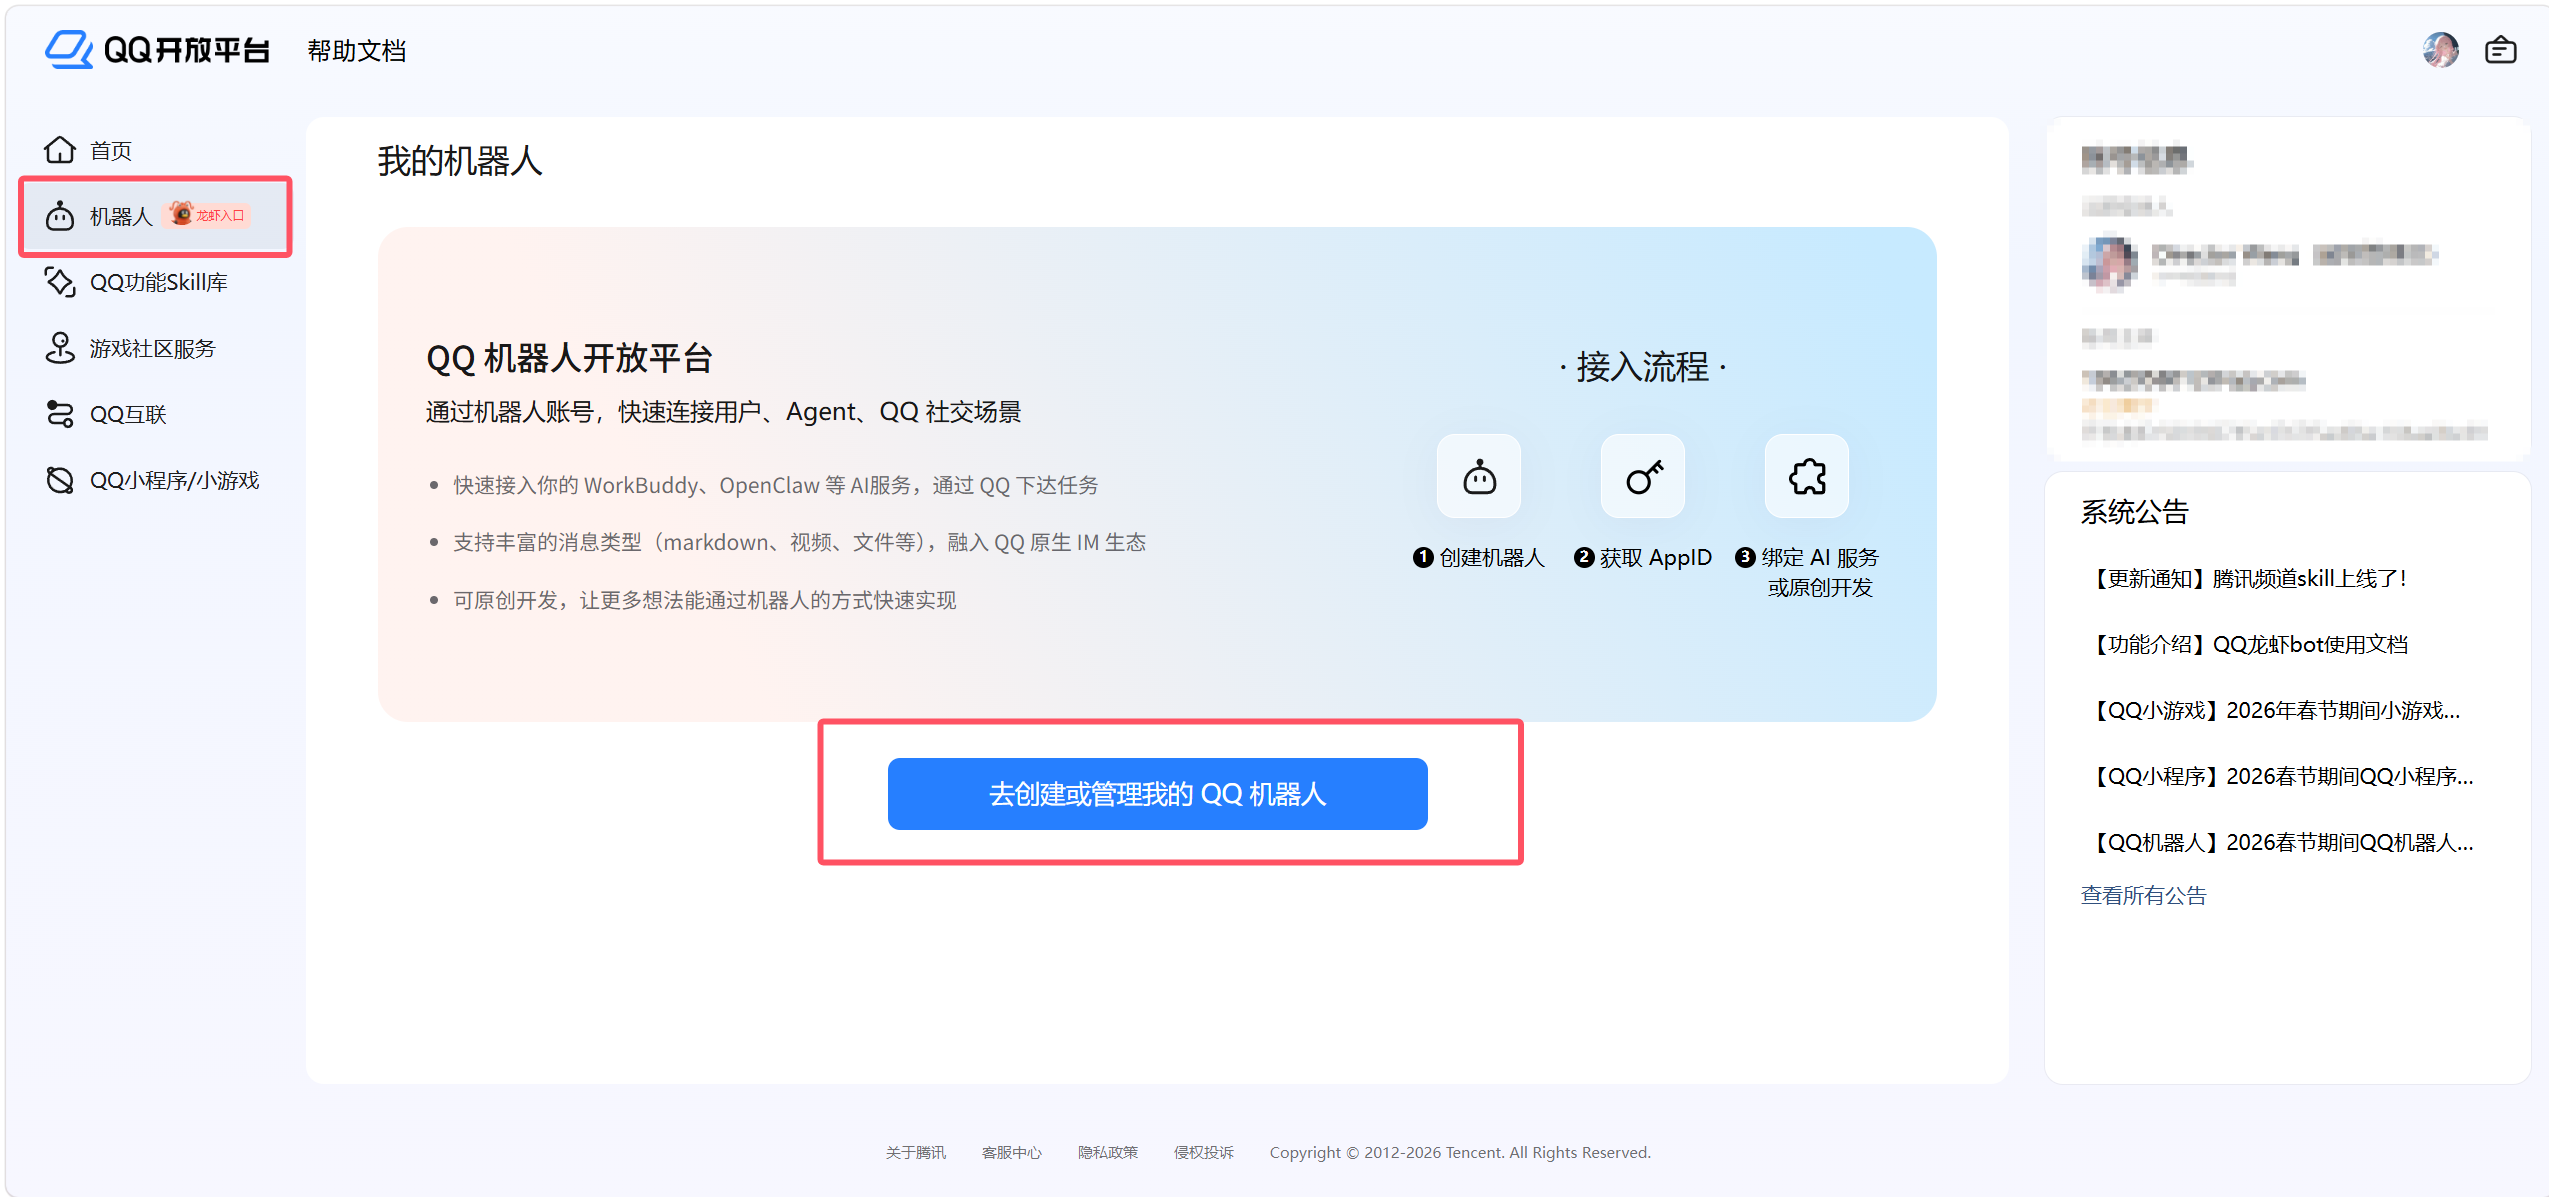 QQ开放平台
帮助文档
首页
机器人 龙虾入口
QQ功能Skill库
游戏社区服务
QQ互联
QQ小程序/小游戏
我的机器人
QQ 机器人开放平台
通过机器人账号，快速连接用户、Agent、QQ 社交场景
• 快速接入你的 WorkBuddy、OpenClaw 等 AI服务，通过 QQ 下达任务
• 支持丰富的消息类型（markdown、视频、文件等），融入 QQ 原生 IM 生态
• 可原创开发，让更多想法能通过机器人的方式快速实现
· 接入流程 ·
1 创建机器人
2 获取 AppID
3 绑定 AI 服务
或原创开发
去创建或管理我的 QQ 机器人
系统公告
【更新通知】腾讯频道skill上线了！
【功能介绍】QQ龙虾bot使用文档
【QQ小游戏】2026年春节期间小游戏...
【QQ小程序】2026春节期间QQ小程序...
【QQ机器人】2026春节期间QQ机器人...
查看所有公告
关于腾讯 客服中心 隐私政策 侵权投诉 Copyright © 2012-2026 Tencent. All Rights Reserved.